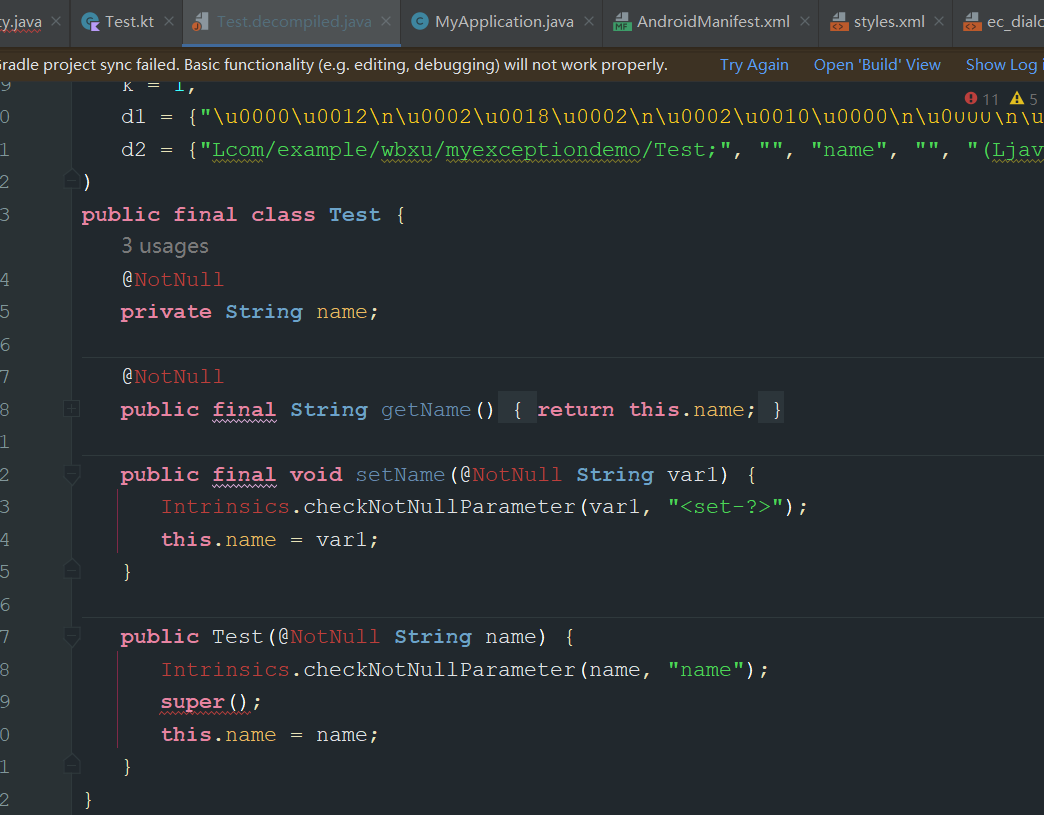 ty.java Test.kt Test.decompiled.java MyApplication.java AndroidManifest.xml styles.xml ec_dialo
Gradle project sync failed. Basic functionality (e.g. editing, debugging) will not work properly. Try Again Open 'Build' View Show Log i
9 k = 1, 11 5
0 d1 = {"\u0000\u0012\n\u0002\u0018\u0002\n\u0002\u0010\u0000\n\u0000\n\u
1 d2 = {"Lcom/example/wbxu/myexceptiondemo/Test;", "", "name", "", "(Ljav
2 )
3 public final class Test {
3 usages
4 @NotNull
5 private String name;
6
7 @NotNull
8 public final String getName() { return this.name; }
1
2 public final void setName(@NotNull String var1) {
3 Intrinsics.checkNotNullParameter(var1, "<set-?>");
4 this.name = var1;
5 }
6
7 public Test(@NotNull String name) {
8 Intrinsics.checkNotNullParameter(name, "name");
9 super();
0 this.name = name;
1 }
2 }